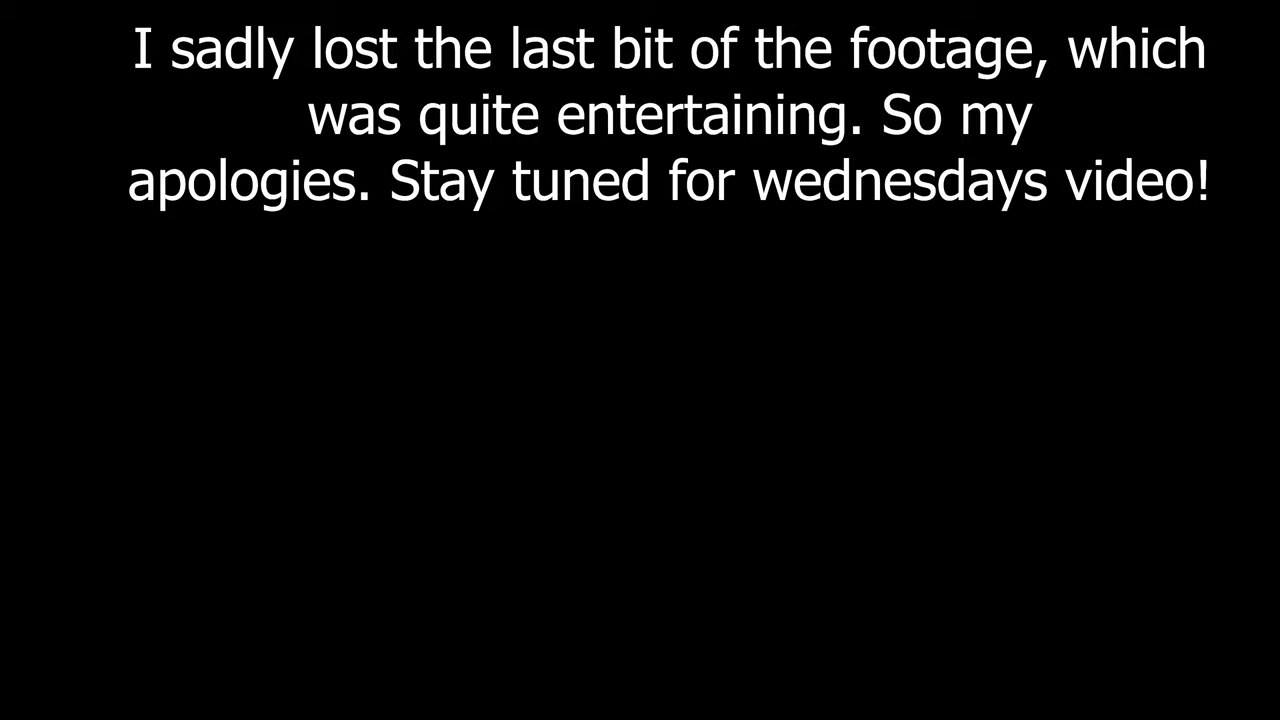 I sadly lost the last bit of the footage, which
was quite entertaining. So my
apologies. Stay tuned for wednesdays video!